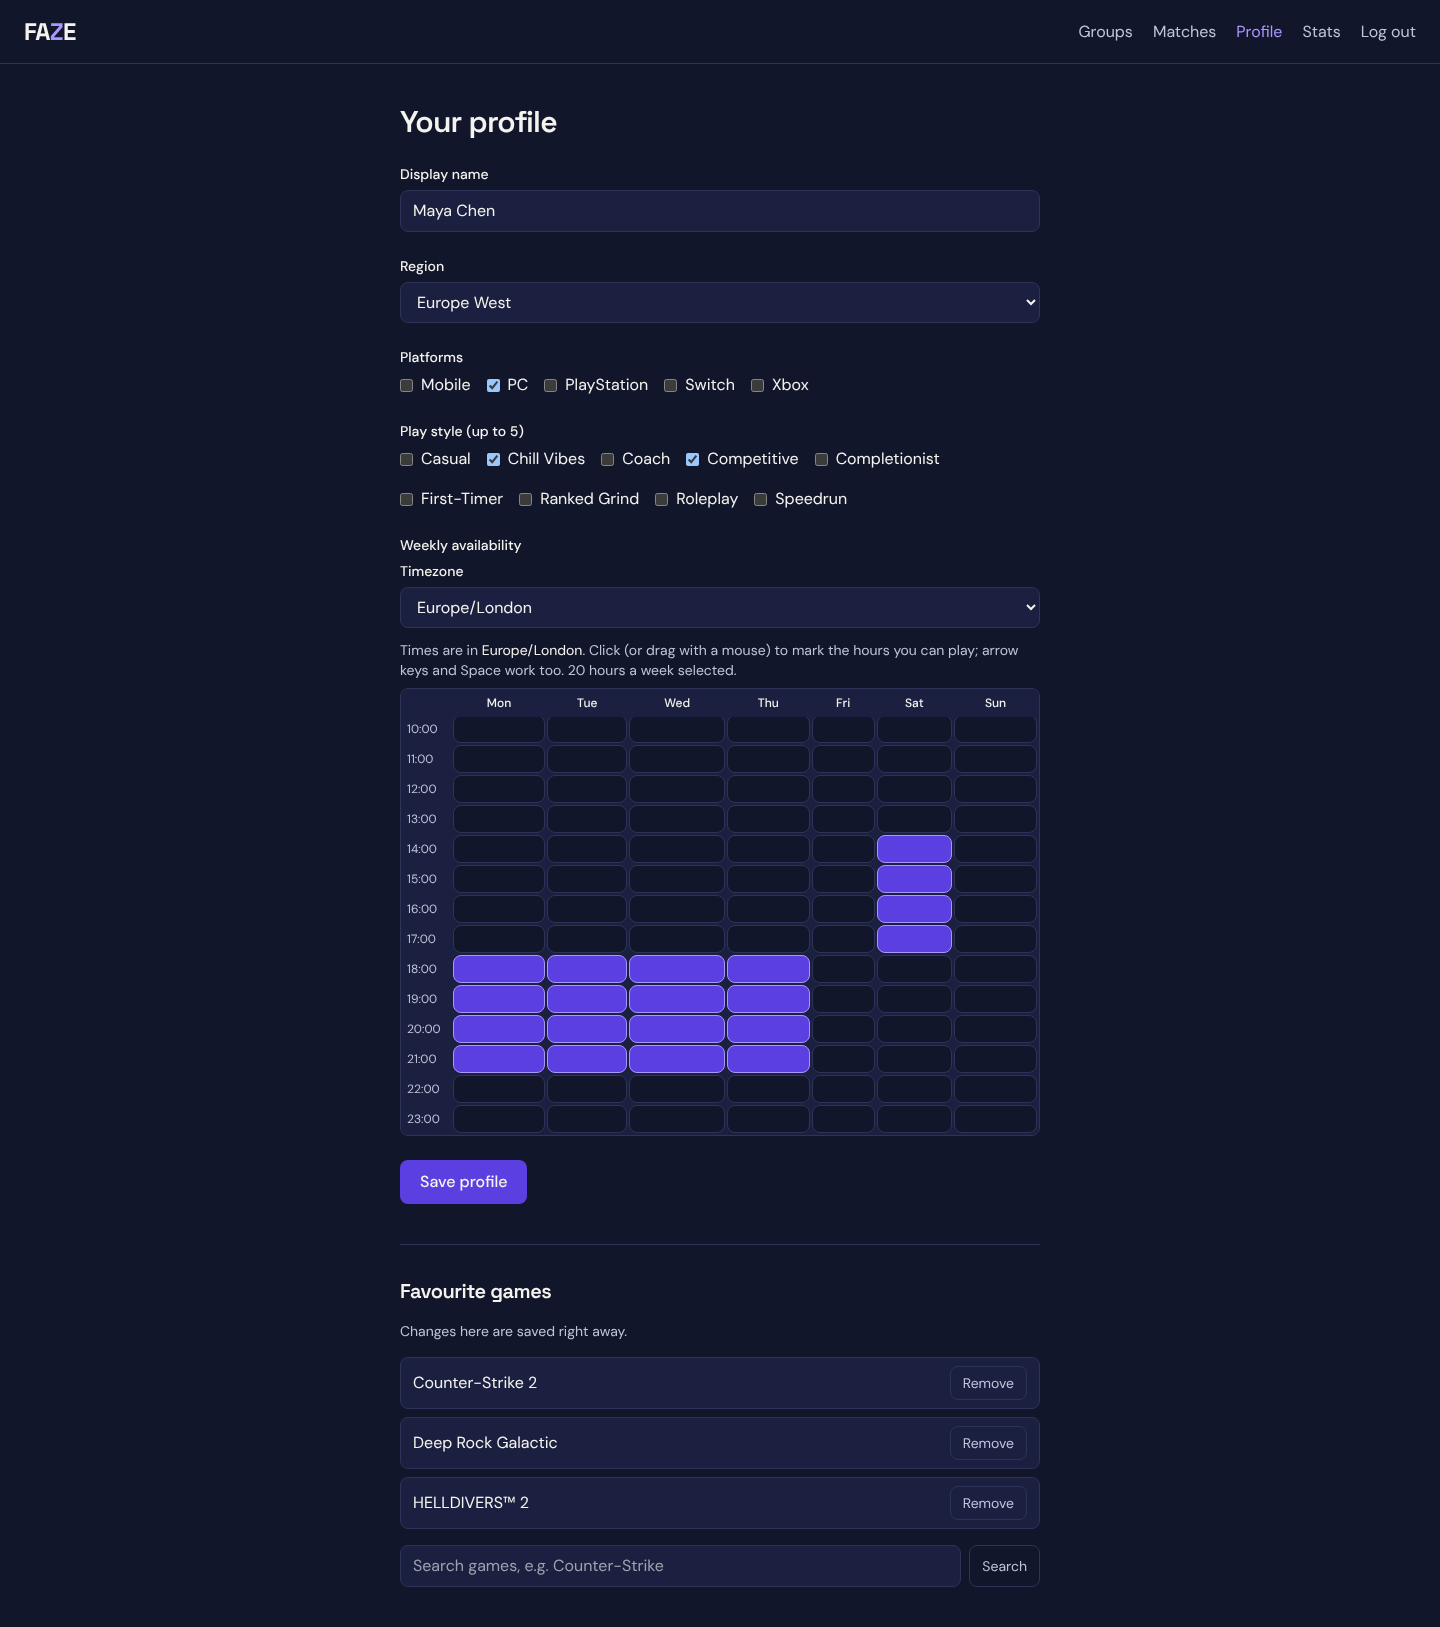 FAZE
Groups Matches Profile Stats Log out
Your profile
Display name
Maya Chen
Region
Europe West
Platforms
Mobile PC PlayStation Switch Xbox
Play style (up to 5)
Casual Chill Vibes Coach Competitive Completionist
First-Timer Ranked Grind Roleplay Speedrun
Weekly availability
Timezone
Europe/London
Times are in Europe/London. Click (or drag with a mouse) to mark the hours you can play; arrow
keys and Space work too. 20 hours a week selected.
Mon Tue Wed Thu Fri Sat Sun
10:00
11:00
12:00
13:00
14:00
15:00
16:00
17:00
18:00
19:00
20:00
21:00
22:00
23:00
Save profile
Favourite games
Changes here are saved right away.
Counter-Strike 2 Remove
Deep Rock Galactic Remove
HELLDIVERS™ 2 Remove
Search games, e.g. Counter-Strike Search